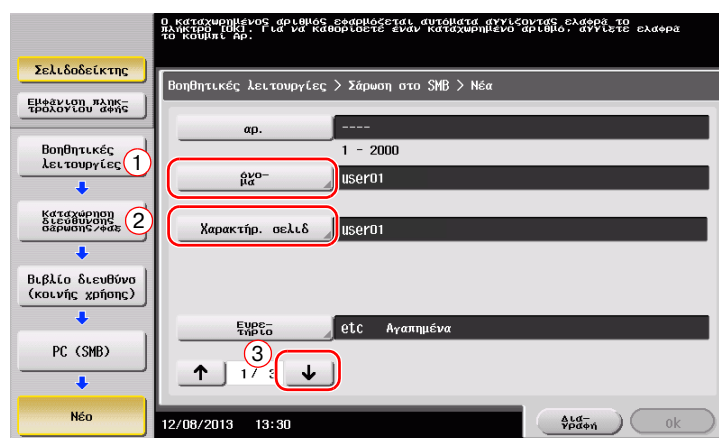 Ο καταχωρημένος αριθμός εφαρμόζεται αυτόματα αγγίζοντας ελαφρά το
πλήκτρο [OK]. Για να καθορίσετε έναν καταχωρημένο αριθμό, αγγίξτε ελαφρά
το κουμπί Αρ.
Σελιδοδείκτης
Εμφάνιση πληκ-
τρολογίου αφής
Βοηθητικές
λειτουργίες
1
Καταχώρηση
διεύθυνσης
σάρωσης/φαξ
2
Βιβλίο διευθύνσ
(κοινής χρήσης)
PC (SMB)
Νέο
Βοηθητικές λειτουργίες > Σάρωση στο SMB > Νέα
αρ.
----
1 - 2000
όνο-
μα
user01
Χαρακτήρ. σελιδ
user01
Ευρε-
τήριο
etc Αγαπημένα
3
↑ 1/ 3 ↓
12/08/2013 13:30
Δια-
γραφή
ok